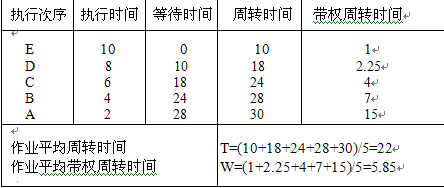 执行次序 执行时间 等待时间 周转时间 带权周转时间
E 10 0 10 1
D 8 10 18 2.25
C 6 18 24 4
B 4 24 28 7
A 2 28 30 15
作业平均周转时间 T=(10+18+24+28+30)/5=22
作业平均带权周转时间 W=(1+2.25+4+7+15)/5=5.85